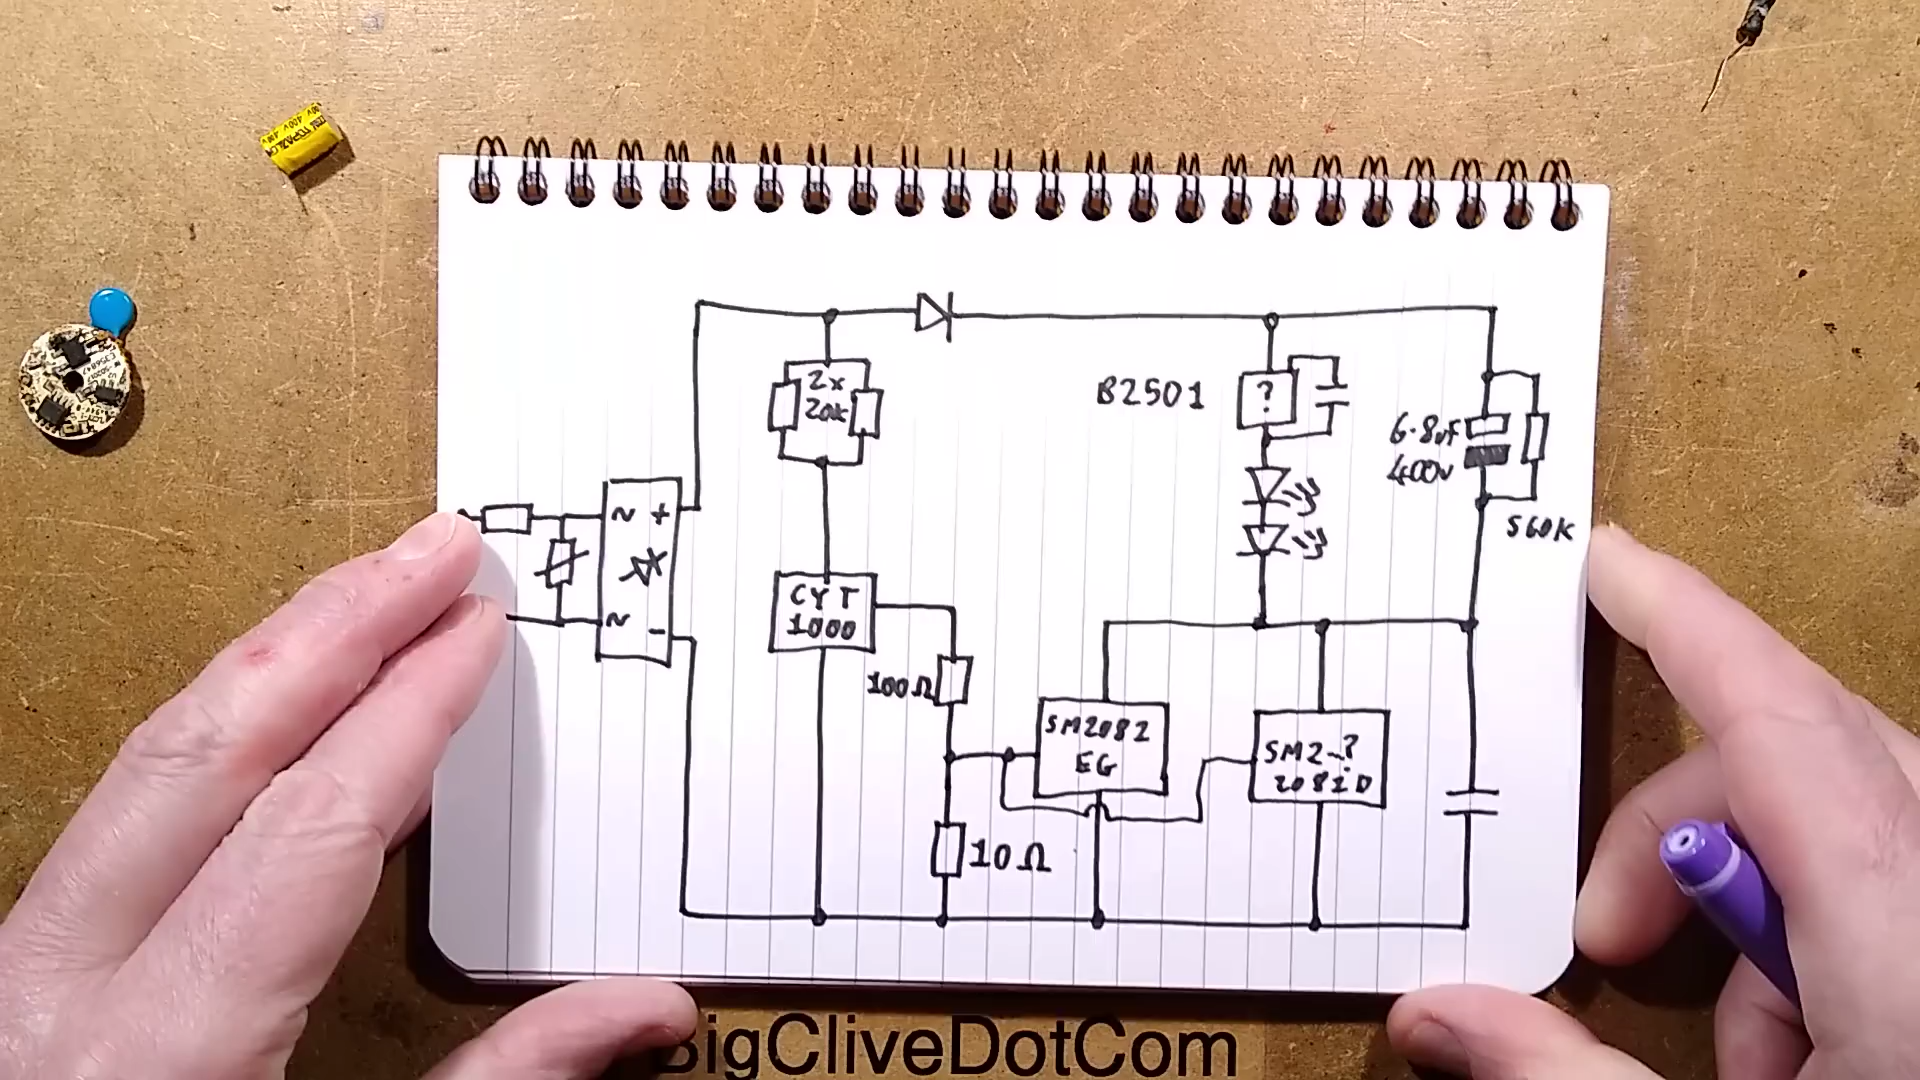 2x
20k
B2501
?
6.8uF
400v
560K
~ +
~ -
CYT
1000
100Ω
SM2082
EG
SM2-?
2082D
10Ω
BigCliveDotCom